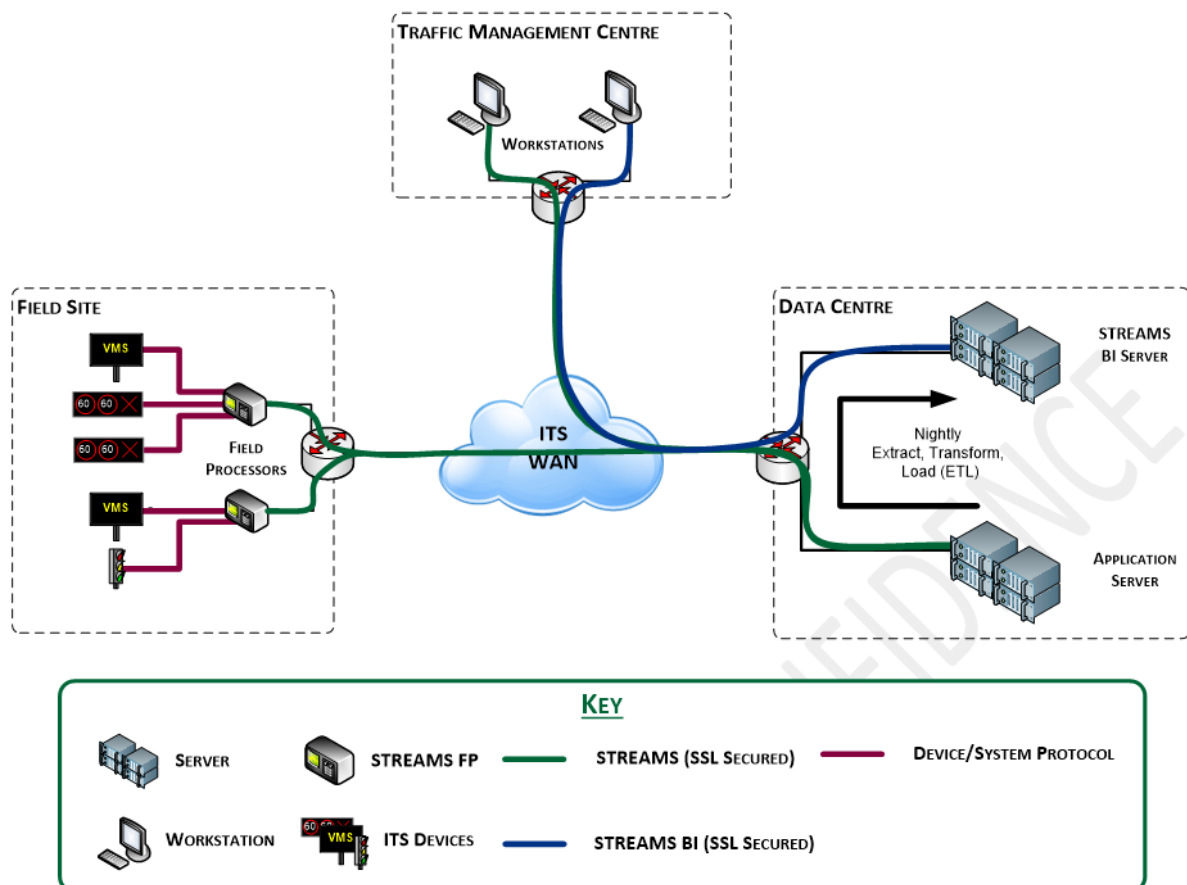 TRAFFIC MANAGEMENT CENTRE
WORKSTATIONS
FIELD SITE
VMS
60 60
60 60
FIELD
PROCESSORS
VMS
ITS
WAN
DATA CENTRE
STREAMS
BI SERVER
Nightly
Extract, Transform,
Load (ETL)
APPLICATION
SERVER
KEY
SERVER
STREAMS FP
STREAMS (SSL SECURED)
DEVICE/SYSTEM PROTOCOL
WORKSTATION
60 60
VMS
ITS DEVICES
STREAMS BI (SSL SECURED)